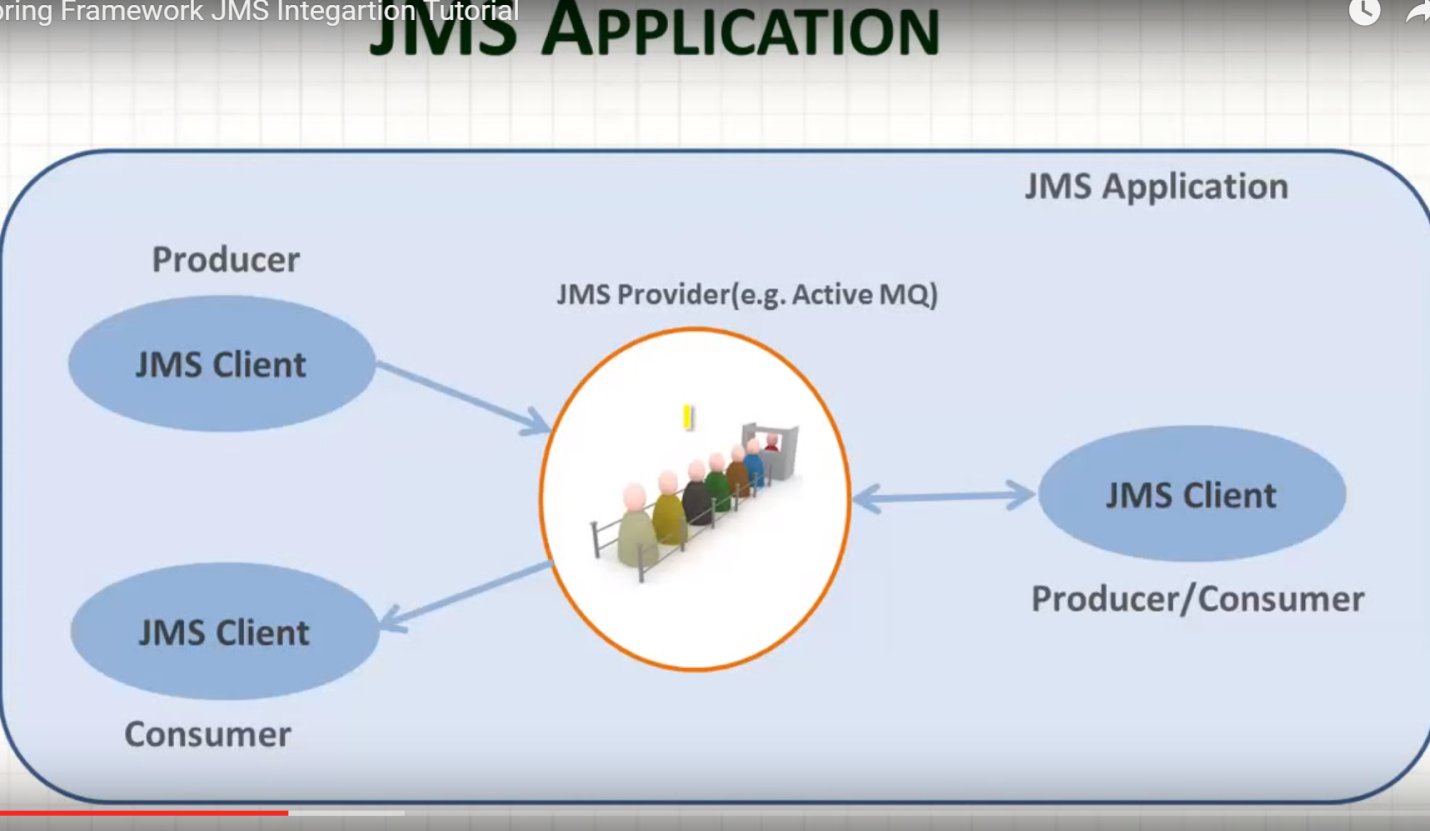 oring Framework JMS Integartion Tutorial
JMS APPLICATION
JMS Application
Producer
JMS Provider(e.g. Active MQ)
JMS Client
JMS Client
Producer/Consumer
JMS Client
Consumer